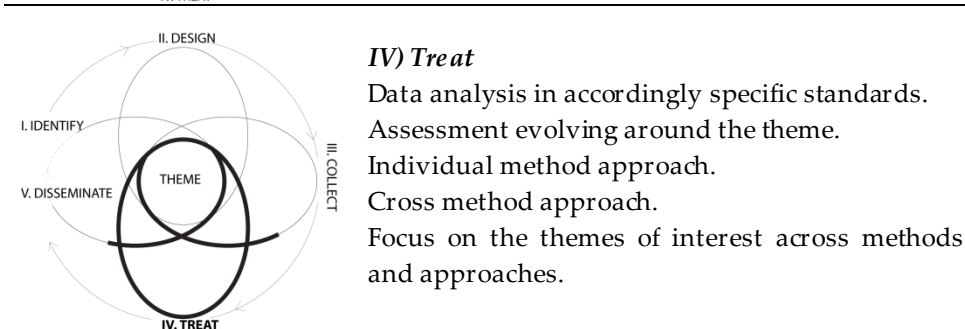 II. DESIGN
I. IDENTIFY
V. DISSEMINATE
THEME
III. COLLECT
IV. TREAT
IV) Treat
Data analysis in accordingly specific standards.
Assessment evolving around the theme.
Individual method approach.
Cross method approach.
Focus on the themes of interest across methods
and approaches.